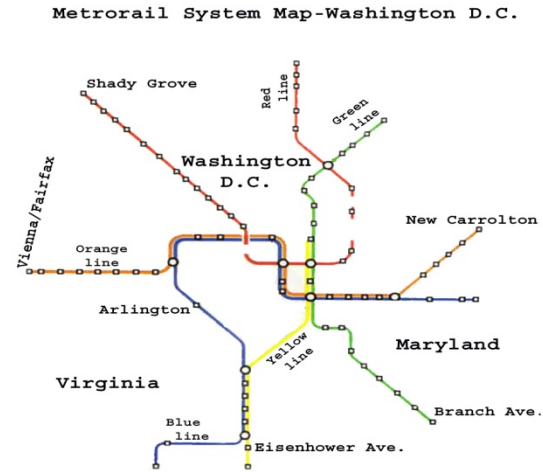 Metrorail System Map-Washington D.C.
Shady Grove
Red
line
Green
line
Washington
D.C.
Vienna/Fairfax
New Carrolton
Orange
line
Arlington
Yellow
line
Maryland
Virginia
Branch Ave.
Blue
line
Eisenhower Ave.